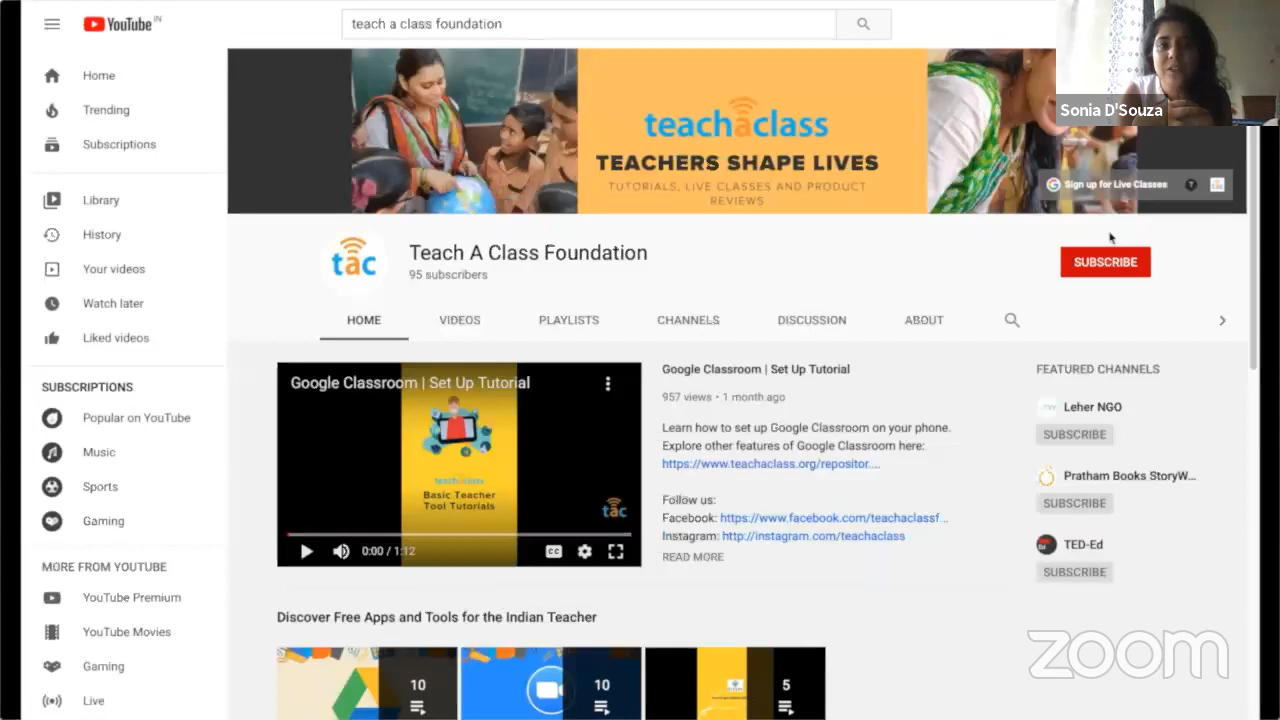 YouTube IN
teach a class foundation
Sonia D'Souza
Home
Trending
Subscriptions
Library
History
Your videos
Watch later
Liked videos
SUBSCRIPTIONS
Popular on YouTube
Music
Sports
Gaming
MORE FROM YOUTUBE
YouTube Premium
YouTube Movies
Gaming
Live
teachaclass
TEACHERS SHAPE LIVES
TUTORIALS, LIVE CLASSES AND PRODUCT
REVIEWS
Sign up for Live Classes
tac
Teach A Class Foundation
95 subscribers
SUBSCRIBE
HOME VIDEOS PLAYLISTS CHANNELS DISCUSSION ABOUT
Google Classroom | Set Up Tutorial
teachaclass
Basic Teacher
Tool Tutorials
tac
0:00 / 1:12
CC
Google Classroom | Set Up Tutorial
957 views • 1 month ago
Learn how to set up Google Classroom on your phone.
Explore other features of Google Classroom here:
https://www.teachaclass.org/repositor...
Follow us:
Facebook: https://www.facebook.com/teachaclassf...
Instagram: http://instagram.com/teachaclass
READ MORE
FEATURED CHANNELS
Leher NGO
SUBSCRIBE
Pratham Books StoryW...
SUBSCRIBE
TED-Ed
SUBSCRIBE
Discover Free Apps and Tools for the Indian Teacher
10
10
5
zoom